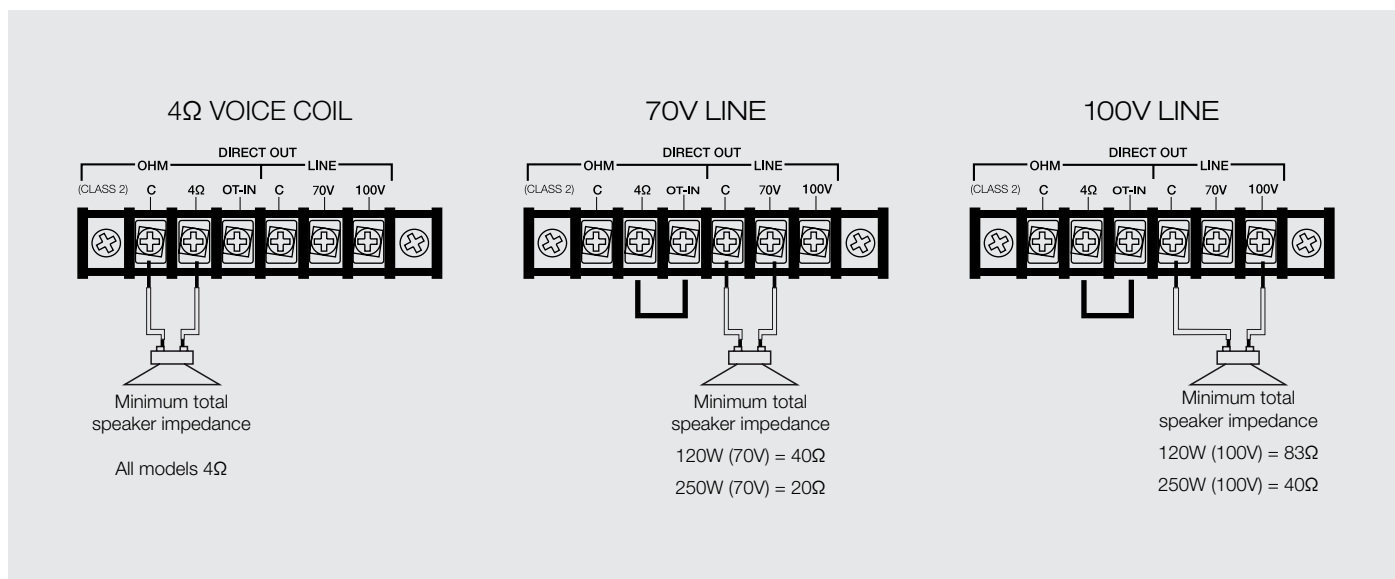 4Ω VOICE COIL
DIRECT OUT
OHM LINE
(CLASS 2) C 4Ω OT-IN C 70V 100V
Minimum total
speaker impedance
All models 4Ω
70V LINE
DIRECT OUT
OHM LINE
(CLASS 2) C 4Ω OT-IN C 70V 100V
Minimum total
speaker impedance
120W (70V) = 40Ω
250W (70V) = 20Ω
100V LINE
DIRECT OUT
OHM LINE
(CLASS 2) C 4Ω OT-IN C 70V 100V
Minimum total
speaker impedance
120W (100V) = 83Ω
250W (100V) = 40Ω